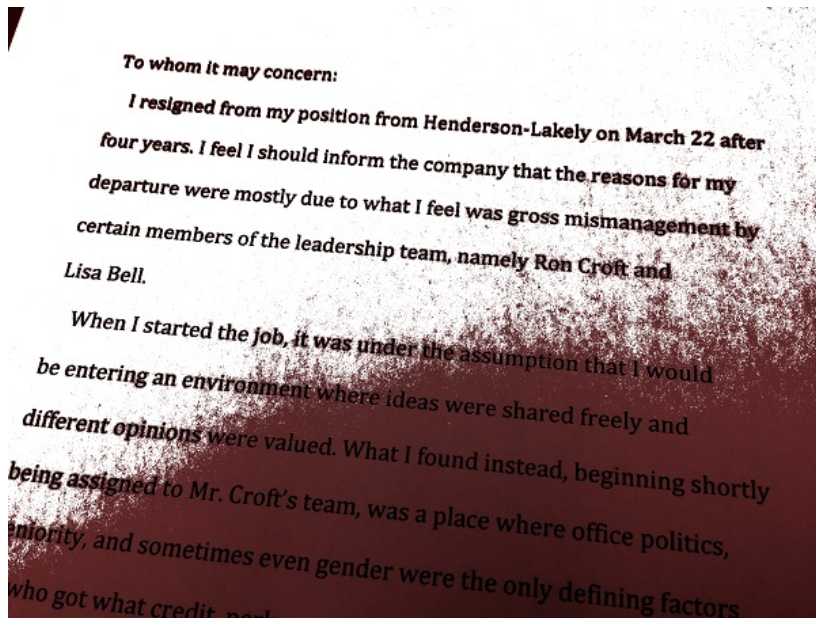 To whom it may concern:
I resigned from my position from Henderson-Lakely on March 22 after
four years. I feel I should inform the company that the reasons for my
departure were mostly due to what I feel was gross mismanagement by
certain members of the leadership team, namely Ron Croft and
Lisa Bell.
When I started the job, it was under the assumption that I would
be entering an environment where ideas were shared freely and
different opinions were valued. What I found instead, beginning shortly
being assigned to Mr. Croft's team, was a place where office politics,
eniority, and sometimes even gender were the only defining factors
who got what credit,